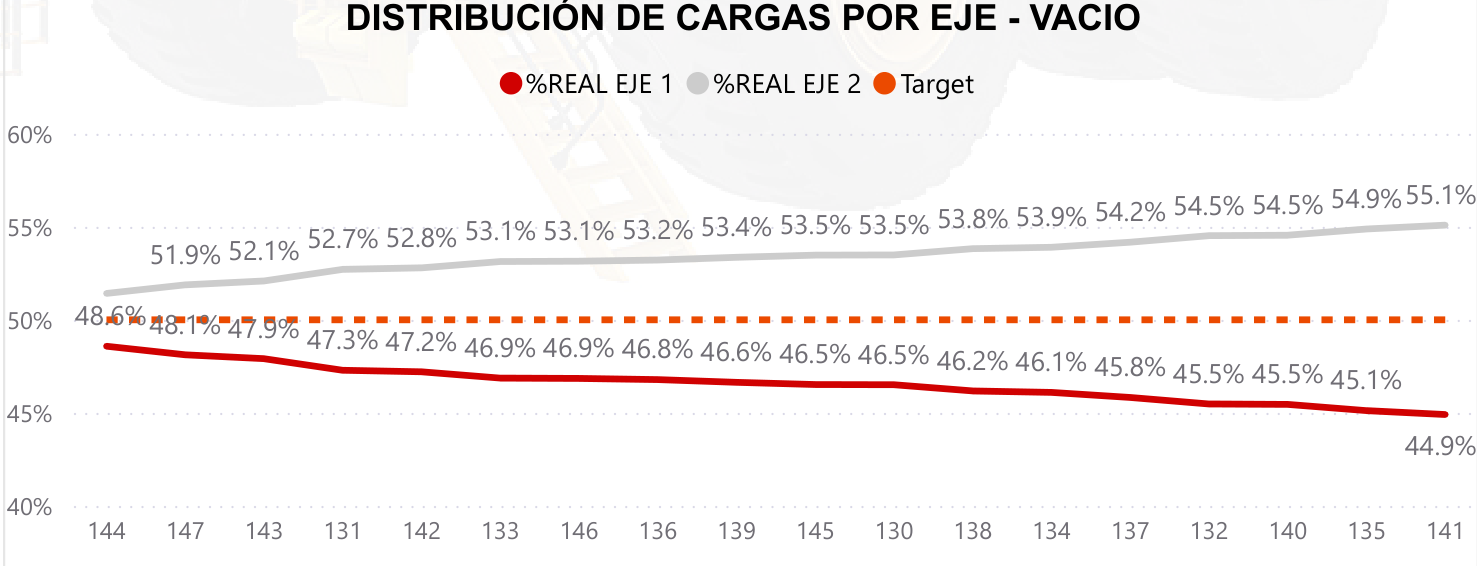 DISTRIBUCIÓN DE CARGAS POR EJE - VACIO
%REAL EJE 1 %REAL EJE 2 Target
60%
55%
50%
45%
40%
51.9% 52.1% 52.7% 52.8% 53.1% 53.1% 53.2% 53.4% 53.5% 53.5% 53.8% 53.9% 54.2% 54.5% 54.5% 54.9% 55.1%
48.6% 48.1% 47.9% 47.3% 47.2% 46.9% 46.9% 46.8% 46.6% 46.5% 46.5% 46.2% 46.1% 45.8% 45.5% 45.5% 45.1% 44.9%
144 147 143 131 142 133 146 136 139 145 130 138 134 137 132 140 135 141